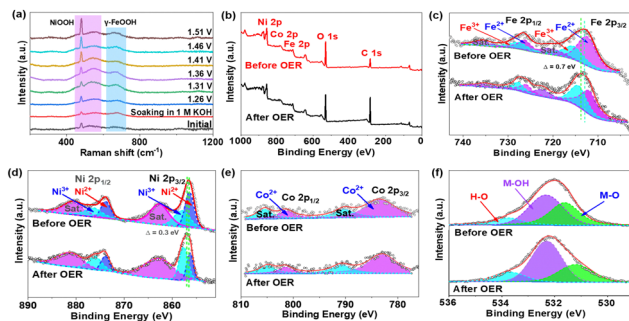 (a)
NiOOH
γ-FeOOH
1.51 V
1.46 V
1.41 V
1.36 V
1.31 V
1.26 V
Soaking in 1 M KOH
Initial
0 400 800 1200
Raman shift (cm-1)
Intensity (a.u.)
(b)
Ni 2p
Co 2p
Fe 2p
O 1s
C 1s
Before OER
After OER
1000 800 600 400 200 0
Binding Energy (eV)
Intensity (a.u.)
(c)
Fe3+
Fe2+
Fe 2p1/2
Fe3+
Fe2+
Fe 2p3/2
Sat.
Sat.
Before OER
Δ = 0.7 eV
After OER
740 730 720 710
Binding Energy (eV)
Intensity (a.u.)
(d)
Ni 2p1/2
Ni3+
Ni2+
Ni 2p3/2
Ni3+
Ni2+
Sat.
Sat.
Before OER
Δ = 0.3 eV
After OER
890 880 870 860
Binding Energy (eV)
Intensity (a.u.)
(e)
Co2+
Co 2p1/2
Co2+
Co 2p3/2
Sat.
Sat.
Before OER
After OER
810 800 790 780
Binding Energy (eV)
Intensity (a.u.)
(f)
M-OH
H-O
M-O
Before OER
After OER
536 534 532 530
Binding Energy (eV)
Intensity (a.u.)